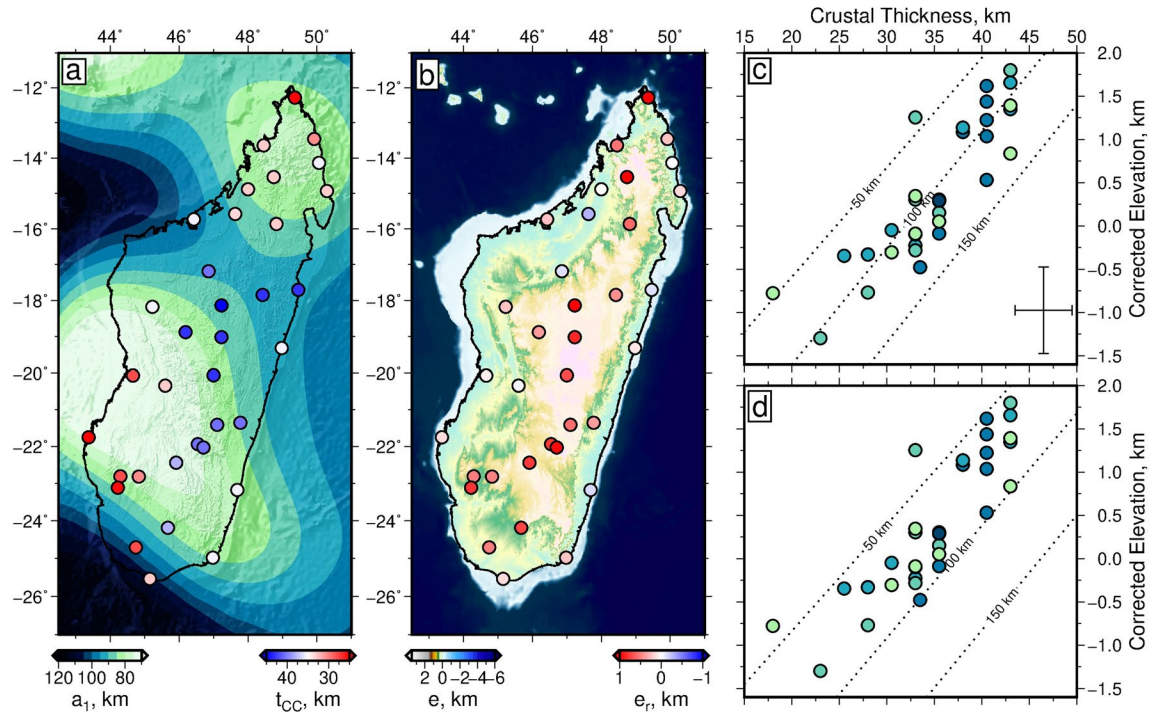 44° 46° 48° 50°
44° 46° 48° 50°
Crustal Thickness, km
15 20 25 30 35 40 45 50
a
b
c
d
−12°
−14°
−16°
−18°
−20°
−22°
−24°
−26°
−12°
−14°
−16°
−18°
−20°
−22°
−24°
−26°
2.0
1.5
1.0
0.5
0.0
−0.5
−1.0
−1.5
Corrected Elevation, km
50 km
100 km
150 km
2.0
1.5
1.0
0.5
0.0
−0.5
−1.0
−1.5
Corrected Elevation, km
50 km
100 km
150 km
120 100 80
a₁, km
40 30
t_CC, km
2 0 −2 −4 −6
e, km
1 0 −1
eᵣ, km